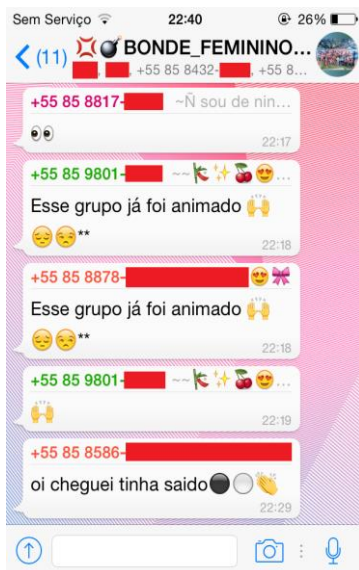 Sem Serviço 22:40 26%
(11) 💢💣BONDE_FEMININO...
, +55 85 8432- , +55 8...
+55 85 8817- ~Ñ sou de nin...
👀
22:17
+55 85 9801- ~~🎋✨🍒😍...
Esse grupo já foi animado 🙌
😔😒**
22:18
+55 85 8878- 😍🎀
Esse grupo já foi animado 🙌
😔😒**
22:18
+55 85 9801- ~~🎋✨🍒😍...
🙌
22:19
+55 85 8586-
oi cheguei tinha saido⚫⚪👏
22:29